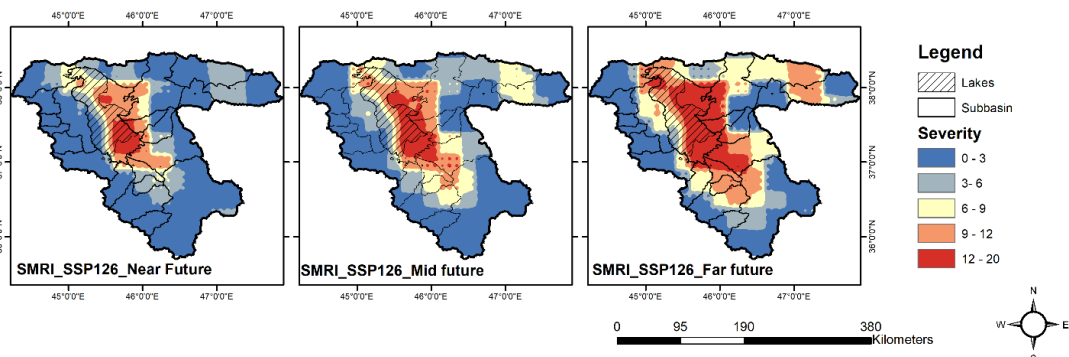 45°0'0"E 46°0'0"E 47°0'0"E 45°0'0"E 46°0'0"E 47°0'0"E 45°0'0"E 46°0'0"E 47°0'0"E
Legend
Lakes
Subbasin
Severity
0 - 3
3- 6
6 - 9
9 - 12
12 - 20
38°0'0"N
37°0'0"N
36°0'0"N
SMRI_SSP126_Near Future SMRI_SSP126_Mid future SMRI_SSP126_Far future
45°0'0"E 46°0'0"E 47°0'0"E 45°0'0"E 46°0'0"E 47°0'0"E 45°0'0"E 46°0'0"E 47°0'0"E
0 95 190 380
Kilometers
N
W E